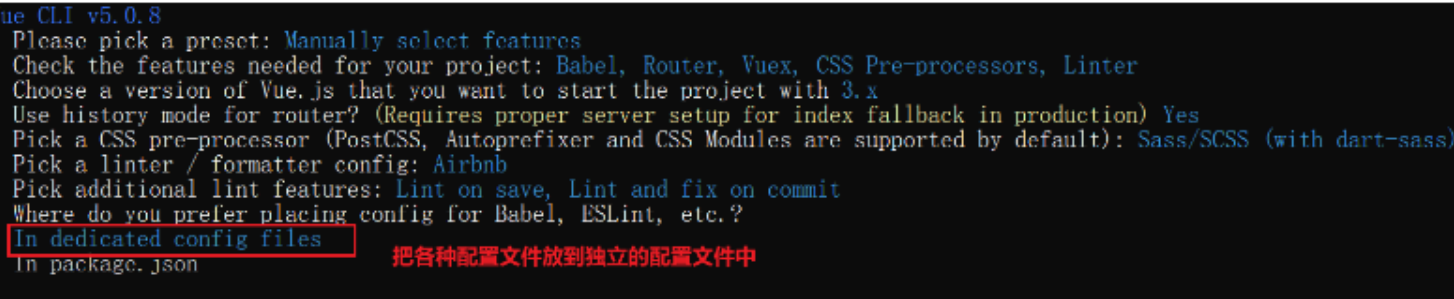 ue CLI v5.0.8
Please pick a preset: Manually select features
Check the features needed for your project: Babel, Router, Vuex, CSS Pre-processors, Linter
Choose a version of Vue.js that you want to start the project with 3.x
Use history mode for router? (Requires proper server setup for index fallback in production) Yes
Pick a CSS pre-processor (PostCSS, Autoprefixer and CSS Modules are supported by default): Sass/SCSS (with dart-sass)
Pick a linter / formatter config: Airbnb
Pick additional lint features: Lint on save, Lint and fix on commit
Where do you prefer placing config for Babel, ESLint, etc.?
In dedicated config files
把各种配置文件放到独立的配置文件中
In package.json